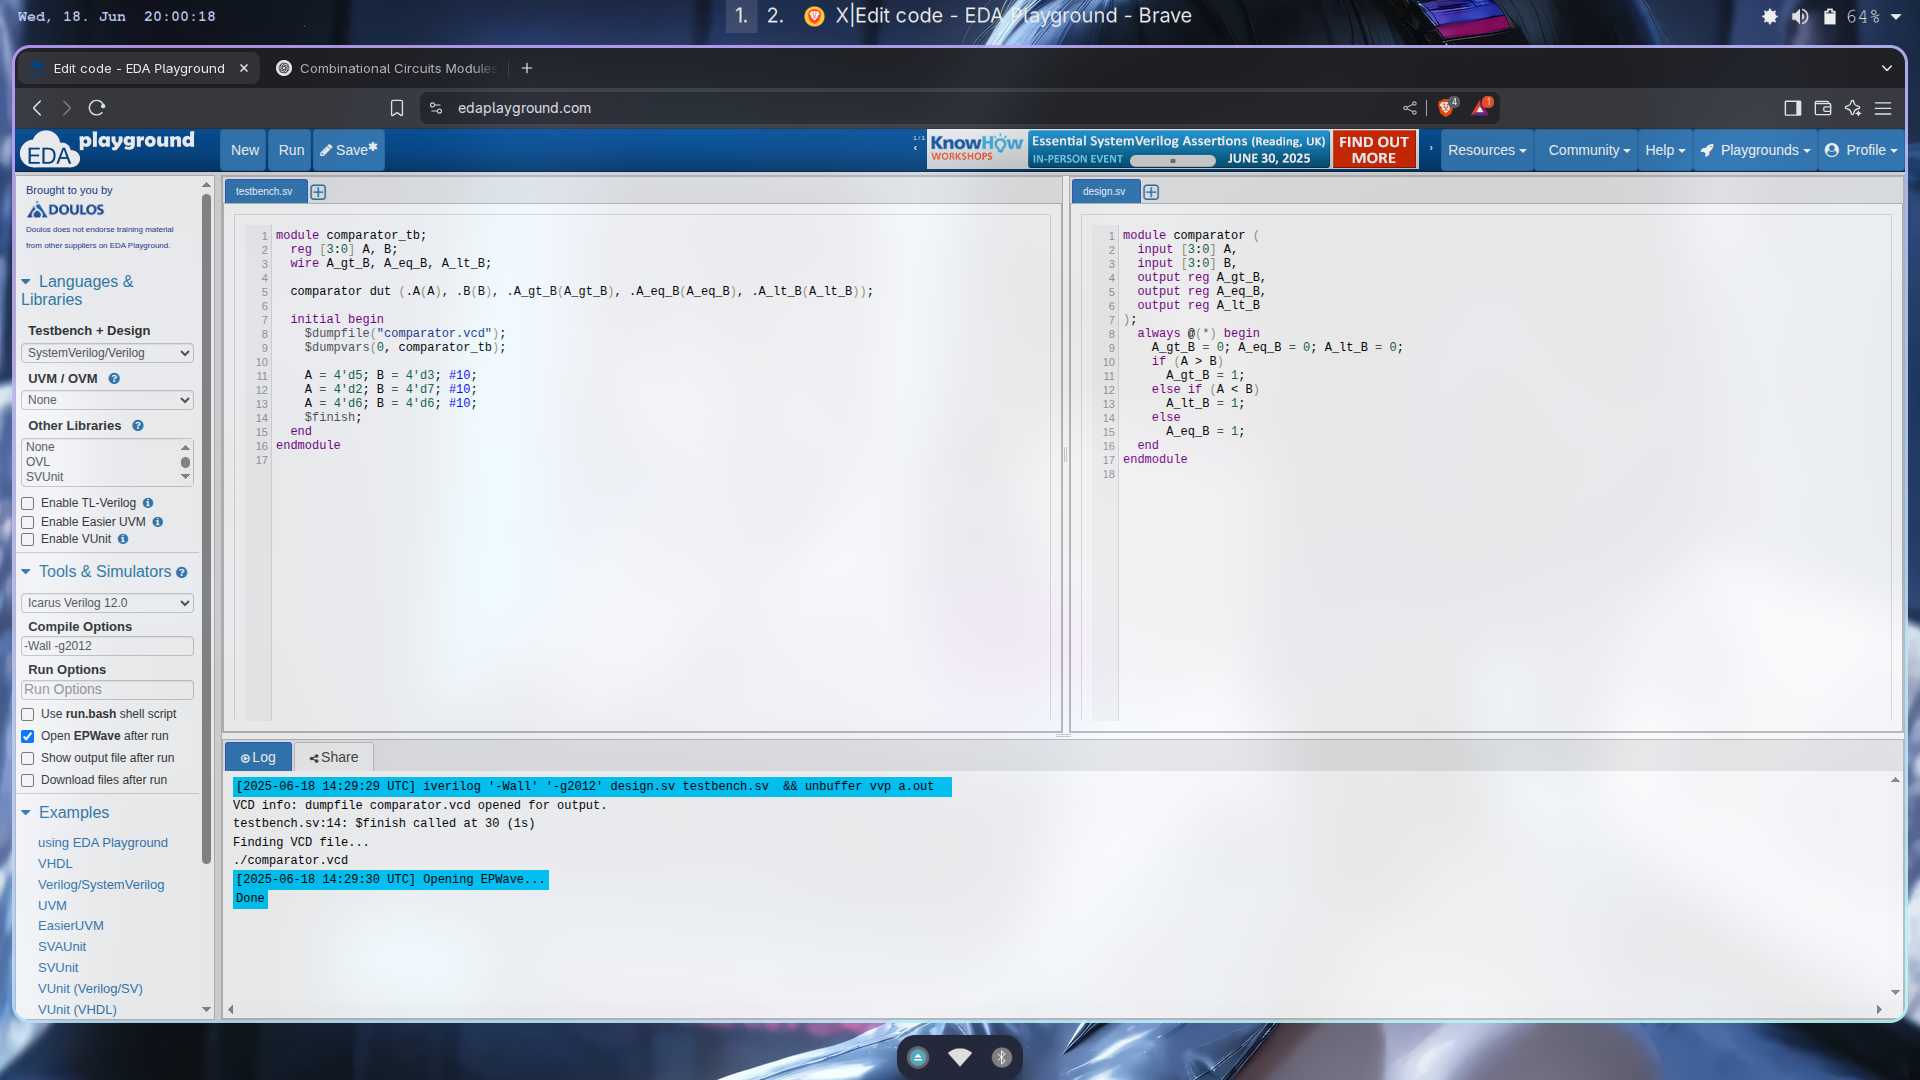 Wed, 18. Jun 20:00:18
1. 2. X|Edit code - EDA Playground - Brave
64%
Edit code - EDA Playground
Combinational Circuits Modules
edaplayground.com
4
1
EDA playground
New
Run
Save*
1/1
KnowHow WORKSHOPS
Essential SystemVerilog Assertions (Reading, UK)
IN-PERSON EVENT
JUNE 30, 2025
FIND OUT MORE
Resources
Community
Help
Playgrounds
Profile
Brought to you by
DOULOS
Doulos does not endorse training material
from other suppliers on EDA Playground.
Languages & Libraries
Testbench + Design
SystemVerilog/Verilog
UVM / OVM
None
Other Libraries
None
OVL
SVUnit
Enable TL-Verilog
Enable Easier UVM
Enable VUnit
Tools & Simulators
Icarus Verilog 12.0
Compile Options
-Wall -g2012
Run Options
Run Options
Use run.bash shell script
Open EPWave after run
Show output file after run
Download files after run
Examples
using EDA Playground
VHDL
Verilog/SystemVerilog
UVM
EasierUVM
SVAUnit
SVUnit
VUnit (Verilog/SV)
VUnit (VHDL)
testbench.sv
1 module comparator_tb;
2   reg [3:0] A, B;
3   wire A_gt_B, A_eq_B, A_lt_B;
4
5   comparator dut (.A(A), .B(B), .A_gt_B(A_gt_B), .A_eq_B(A_eq_B), .A_lt_B(A_lt_B));
6
7   initial begin
8     $dumpfile("comparator.vcd");
9     $dumpvars(0, comparator_tb);
10
11     A = 4'd5; B = 4'd3; #10;
12     A = 4'd2; B = 4'd7; #10;
13     A = 4'd6; B = 4'd6; #10;
14     $finish;
15   end
16 endmodule
17
design.sv
1 module comparator (
2   input [3:0] A,
3   input [3:0] B,
4   output reg A_gt_B,
5   output reg A_eq_B,
6   output reg A_lt_B
7 );
8   always @(*) begin
9     A_gt_B = 0; A_eq_B = 0; A_lt_B = 0;
10     if (A > B)
11       A_gt_B = 1;
12     else if (A < B)
13       A_lt_B = 1;
14     else
15       A_eq_B = 1;
16   end
17 endmodule
18
Log
Share
[2025-06-18 14:29:29 UTC] iverilog '-Wall' '-g2012' design.sv testbench.sv  && unbuffer vvp a.out
VCD info: dumpfile comparator.vcd opened for output.
testbench.sv:14: $finish called at 30 (1s)
Finding VCD file...
./comparator.vcd
[2025-06-18 14:29:30 UTC] Opening EPWave...
Done